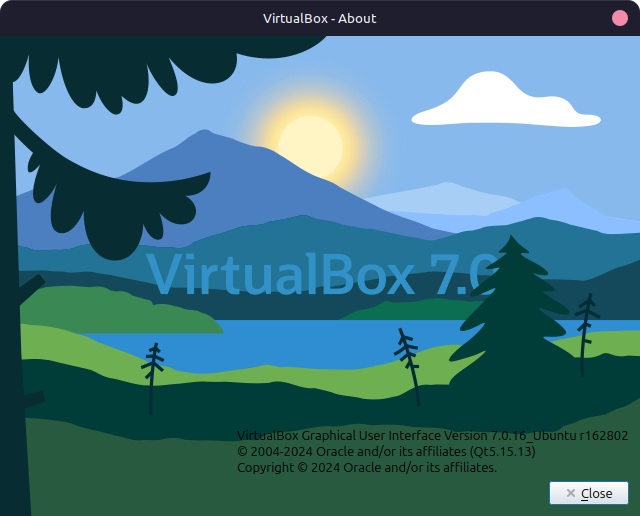 VirtualBox - About
VirtualBox 7.0
VirtualBox Graphical User Interface Version 7.0.16_Ubuntu r162802
© 2004-2024 Oracle and/or its affiliates (Qt5.15.13)
Copyright © 2024 Oracle and/or its affiliates.
Close